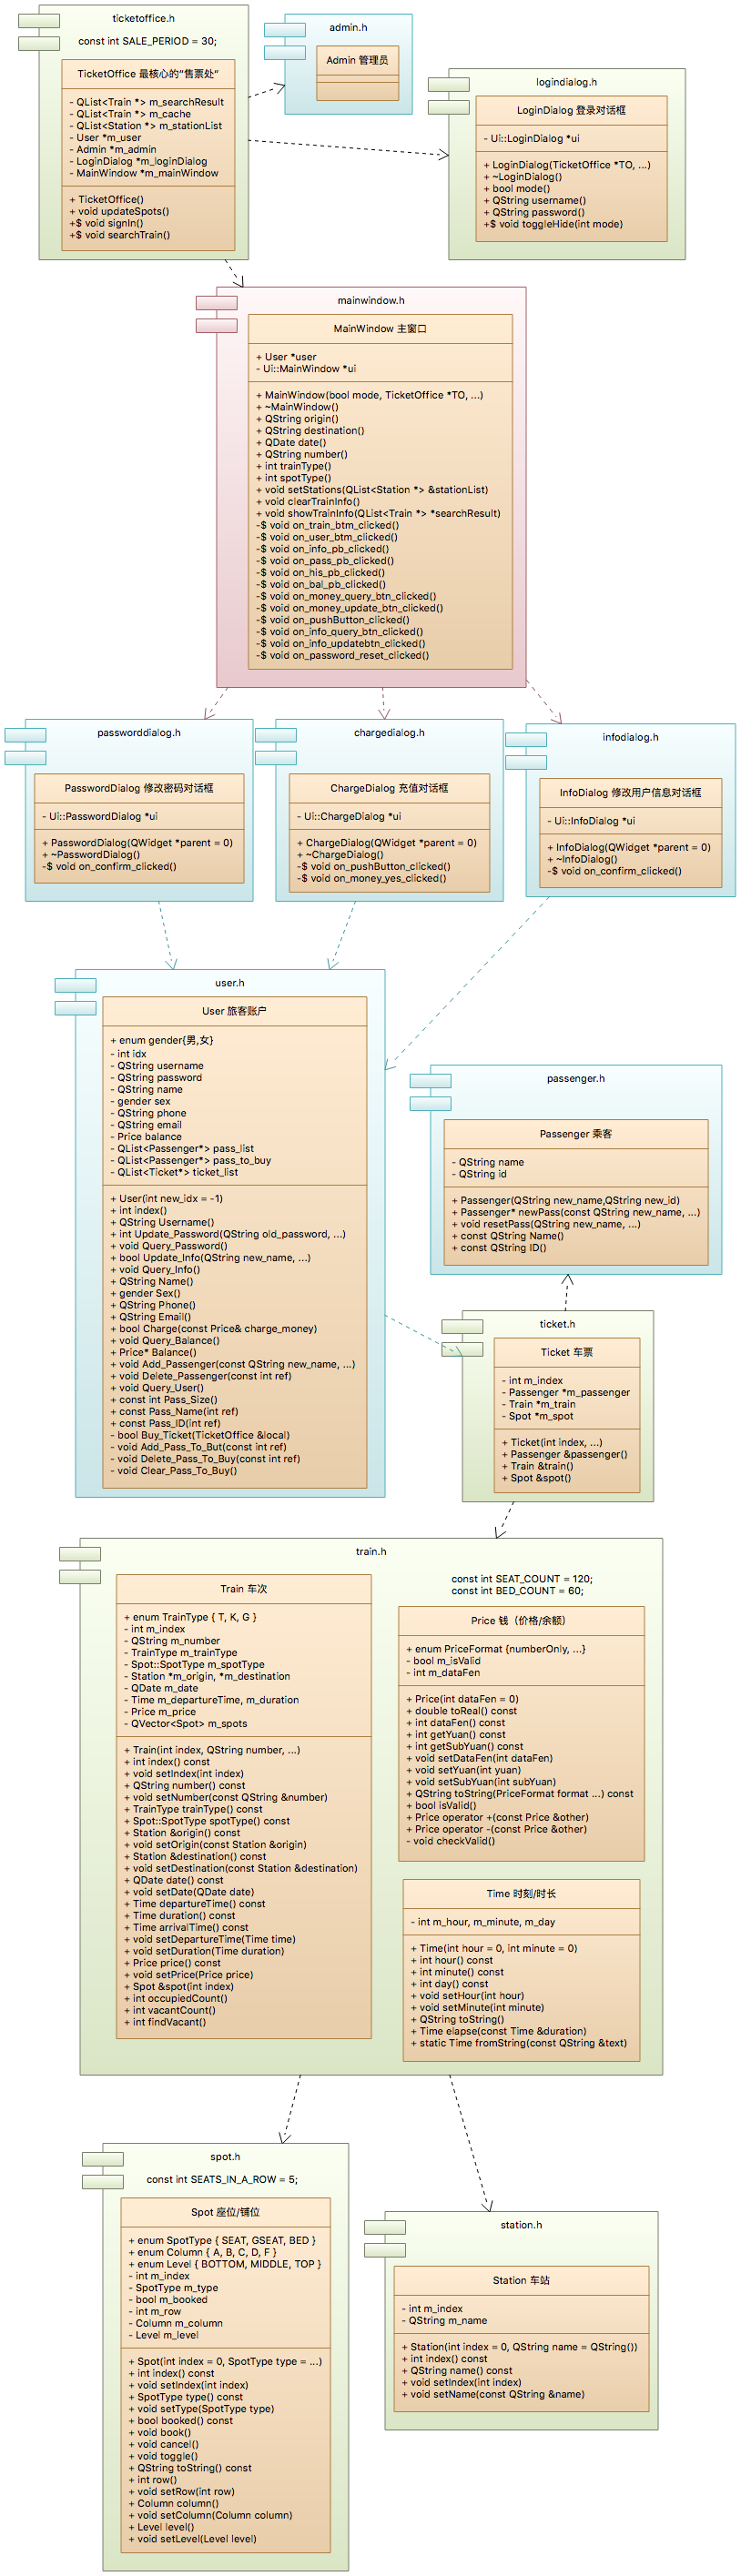 ticketoffice.h
const int SALE_PERIOD = 30;
TicketOffice 最核心的“售票处”
- QList<Train *> m_searchResult
- QList<Train *> m_cache
- QList<Station *> m_stationList
- User *m_user
- Admin *m_admin
- LoginDialog *m_loginDialog
- MainWindow *m_mainWindow
+ TicketOffice()
+ void updateSpots()
+$ void signIn()
+$ void searchTrain()
admin.h
Admin 管理员
logindialog.h
LoginDialog 登录对话框
- Ui::LoginDialog *ui
+ LoginDialog(TicketOffice *TO, ...)
+ ~LoginDialog()
+ bool mode()
+ QString username()
+ QString password()
+$ void toggleHide(int mode)
mainwindow.h
MainWindow 主窗口
+ User *user
- Ui::MainWindow *ui
+ MainWindow(bool mode, TicketOffice *TO, ...)
+ ~MainWindow()
+ QString origin()
+ QString destination()
+ QDate date()
+ QString number()
+ int trainType()
+ int spotType()
+ void setStations(QList<Station *> &stationList)
+ void clearTrainInfo()
+ void showTrainInfo(QList<Train *> *searchResult)
-$ void on_train_btm_clicked()
-$ void on_user_btm_clicked()
-$ void on_info_pb_clicked()
-$ void on_pass_pb_clicked()
-$ void on_his_pb_clicked()
-$ void on_bal_pb_clicked()
-$ void on_money_query_btn_clicked()
-$ void on_money_update_btn_clicked()
-$ void on_pushButton_clicked()
-$ void on_info_query_btn_clicked()
-$ void on_info_updatebtn_clicked()
-$ void on_password_reset_clicked()
passworddialog.h
PasswordDialog 修改密码对话框
- Ui::PasswordDialog *ui
+ PasswordDialog(QWidget *parent = 0)
+ ~PasswordDialog()
-$ void on_confirm_clicked()
chargedialog.h
ChargeDialog 充值对话框
- Ui::ChargeDialog *ui
+ ChargeDialog(QWidget *parent = 0)
+ ~ChargeDialog()
-$ void on_pushButton_clicked()
-$ void on_money_yes_clicked()
infodialog.h
InfoDialog 修改用户信息对话框
- Ui::InfoDialog *ui
+ InfoDialog(QWidget *parent = 0)
+ ~InfoDialog()
-$ void on_confirm_clicked()
user.h
User 旅客账户
+ enum gender{男,女}
- int idx
- QString username
- QString password
- QString name
- gender sex
- QString phone
- QString email
- Price balance
- QList<Passenger*> pass_list
- QList<Passenger*> pass_to_buy
- QList<Ticket*> ticket_list
+ User(int new_idx = -1)
+ int index()
+ QString Username()
+ int Update_Password(QString old_password, ...)
+ void Query_Password()
+ bool Update_Info(QString new_name, ...)
+ void Query_Info()
+ QString Name()
+ gender Sex()
+ QString Phone()
+ QString Email()
+ bool Charge(const Price& charge_money)
+ void Query_Balance()
+ Price* Balance()
+ void Add_Passenger(const QString new_name, ...)
+ void Delete_Passenger(const int ref)
+ void Query_User()
+ const int Pass_Size()
+ const Pass_Name(int ref)
+ const Pass_ID(int ref)
- bool Buy_Ticket(TicketOffice &local)
- void Add_Pass_To_But(const int ref)
- void Delete_Pass_To_Buy(const int ref)
- void Clear_Pass_To_Buy()
passenger.h
Passenger 乘客
- QString name
- QString id
+ Passenger(QString new_name,QString new_id)
+ Passenger* newPass(const QString new_name, ...)
+ void resetPass(QString new_name, ...)
+ const QString Name()
+ const QString ID()
ticket.h
Ticket 车票
- int m_index
- Passenger *m_passenger
- Train *m_train
- Spot *m_spot
+ Ticket(int index, ...)
+ Passenger &passenger()
+ Train &train()
+ Spot &spot()
train.h
Train 车次
+ enum TrainType { T, K, G }
- int m_index
- QString m_number
- TrainType m_trainType
- Spot::SpotType m_spotType
- Station *m_origin, *m_destination
- QDate m_date
- Time m_departureTime, m_duration
- Price m_price
- QVector<Spot> m_spots
+ Train(int index, QString number, ...)
+ int index() const
+ void setIndex(int index)
+ QString number() const
+ void setNumber(const QString &number)
+ TrainType trainType() const
+ Spot::SpotType spotType() const
+ Station &origin() const
+ void setOrigin(const Station &origin)
+ Station &destination() const
+ void setDestination(const Station &destination)
+ QDate date() const
+ void setDate(QDate date)
+ Time departureTime() const
+ Time duration() const
+ Time arrivalTime() const
+ void setDepartureTime(Time time)
+ void setDuration(Time duration)
+ Price price() const
+ void setPrice(Price price)
+ Spot &spot(int index)
+ int occupiedCount()
+ int vacantCount()
+ int findVacant()
const int SEAT_COUNT = 120;
const int BED_COUNT = 60;
Price 钱（价格/余额）
+ enum PriceFormat {numberOnly, ...}
- bool m_isValid
- int m_dataFen
+ Price(int dataFen = 0)
+ double toReal() const
+ int dataFen() const
+ int getYuan() const
+ int getSubYuan() const
+ void setDataFen(int dataFen)
+ void setYuan(int yuan)
+ void setSubYuan(int subYuan)
+ QString toString(PriceFormat format ...) const
+ bool isValid()
+ Price operator +(const Price &other)
+ Price operator -(const Price &other)
- void checkValid()
Time 时刻/时长
- int m_hour, m_minute, m_day
+ Time(int hour = 0, int minute = 0)
+ int hour() const
+ int minute() const
+ int day() const
+ void setHour(int hour)
+ void setMinute(int minute)
+ QString toString()
+ Time elapse(const Time &duration)
+ static Time fromString(const QString &text)
spot.h
const int SEATS_IN_A_ROW = 5;
Spot 座位/铺位
+ enum SpotType { SEAT, GSEAT, BED }
+ enum Column { A, B, C, D, F }
+ enum Level { BOTTOM, MIDDLE, TOP }
- int m_index
- SpotType m_type
- bool m_booked
- int m_row
- Column m_column
- Level m_level
+ Spot(int index = 0, SpotType type = ...)
+ int index() const
+ void setIndex(int index)
+ SpotType type() const
+ void setType(SpotType type)
+ bool booked() const
+ void book()
+ void cancel()
+ void toggle()
+ QString toString() const
+ int row()
+ void setRow(int row)
+ Column column()
+ void setColumn(Column column)
+ Level level()
+ void setLevel(Level level)
station.h
Station 车站
- int m_index
- QString m_name
+ Station(int index = 0, QString name = QString())
+ int index() const
+ QString name() const
+ void setIndex(int index)
+ void setName(const QString &name)